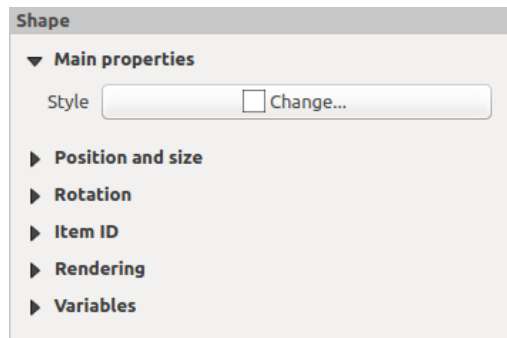 Shape
Main properties
Style Change...
Position and size
Rotation
Item ID
Rendering
Variables